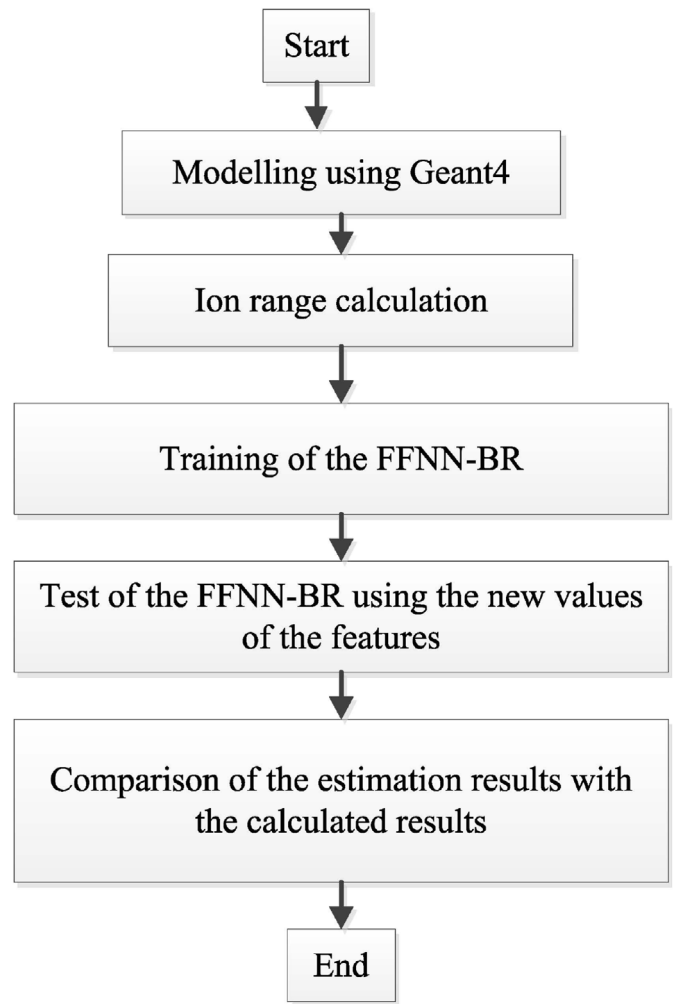 Start
Modelling using Geant4
Ion range calculation
Training of the FFNN-BR
Test of the FFNN-BR using the new values
of the features
Comparison of the estimation results with
the calculated results
End